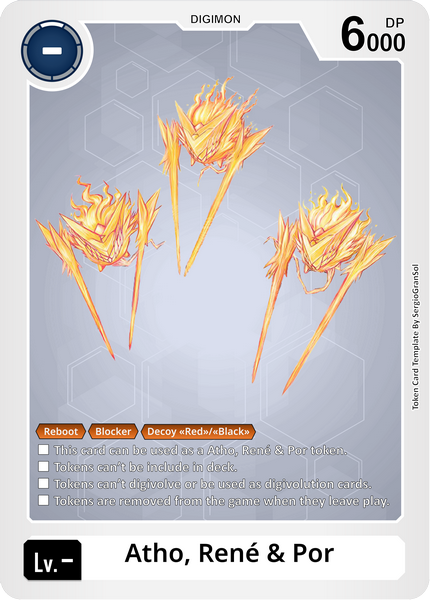 DIGIMON
-
DP
6000
Token Card Template By SergioGranSol
Reboot Blocker Decoy «Red»/«Black»
This card can be used as a Atho, René & Por token.
Tokens can't be include in deck.
Tokens can't digivolve or be used as digivolution cards.
Tokens are removed from the game when they leave play.
Lv.-
Atho, René & Por